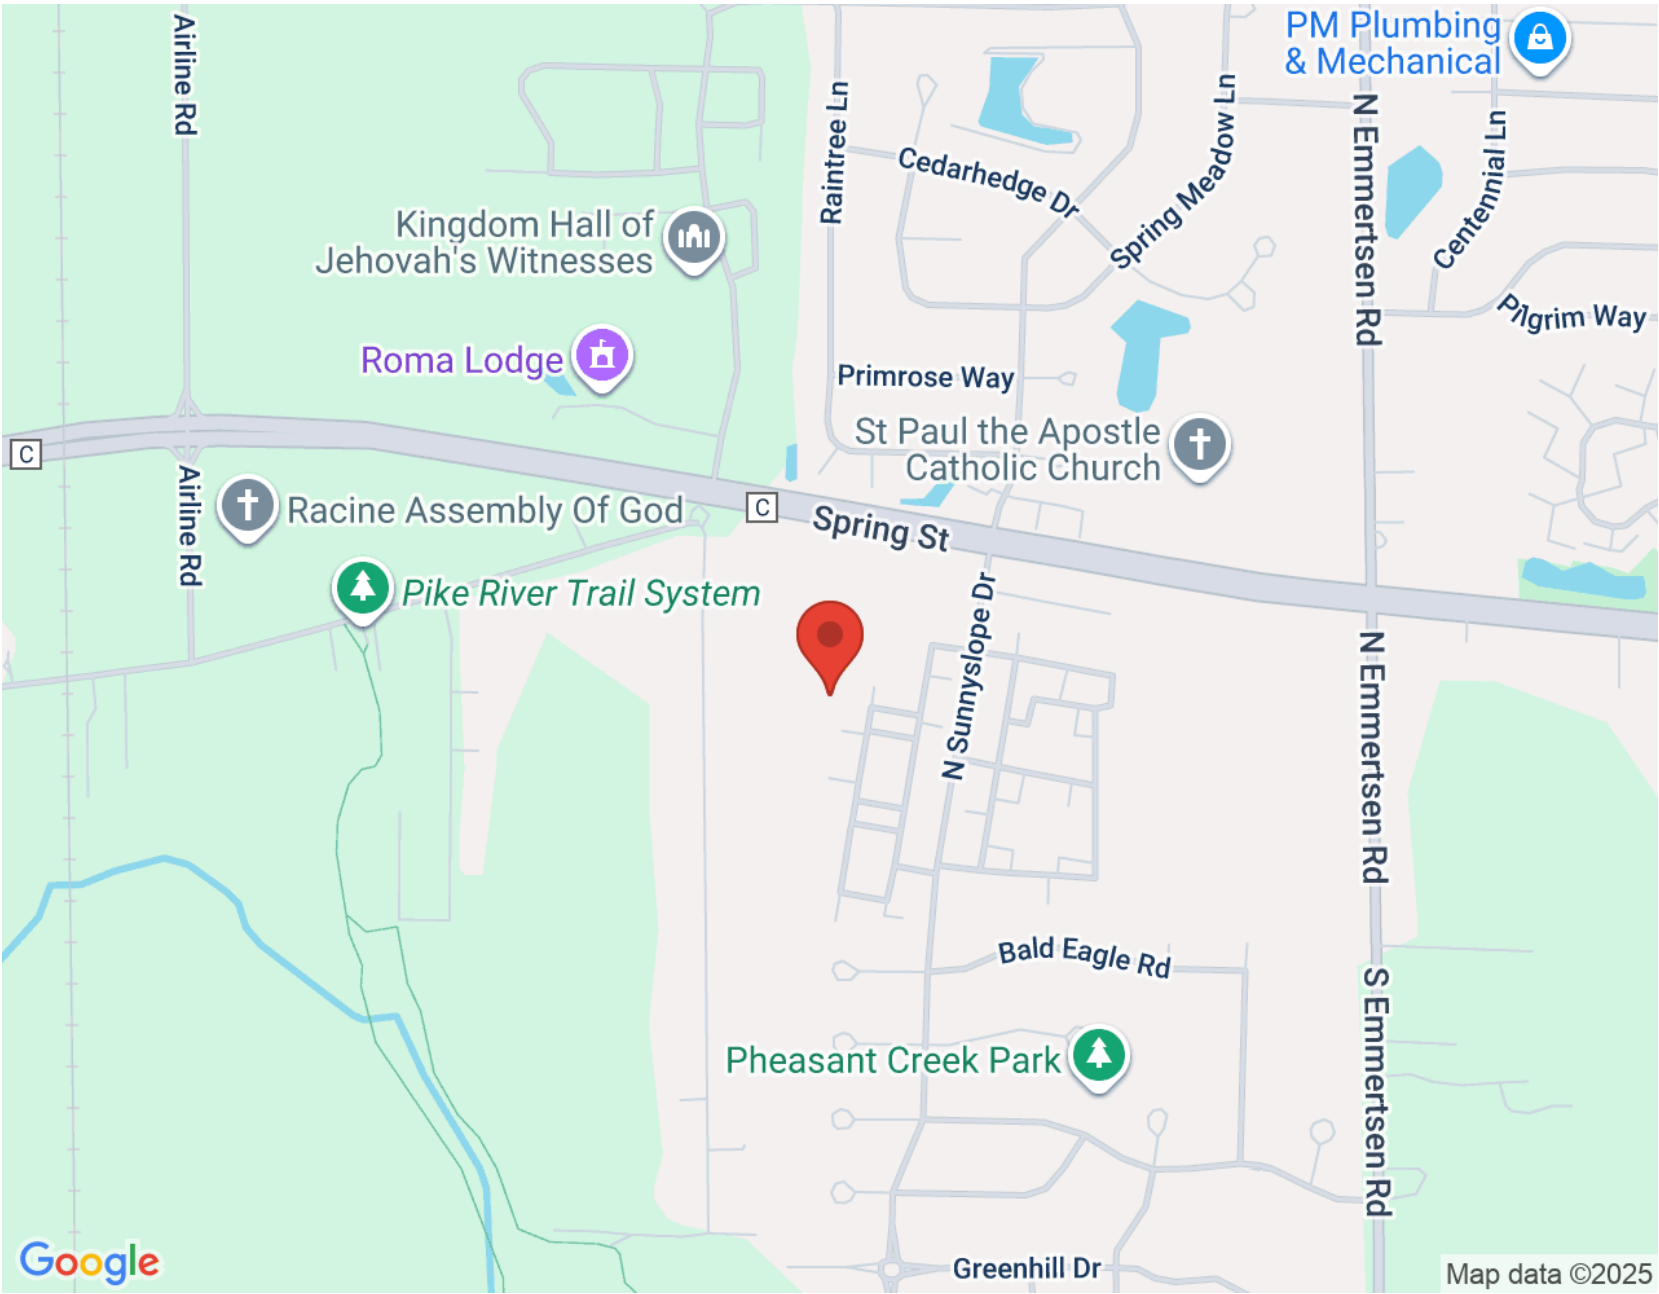 Airline Rd
PM Plumbing
& Mechanical
Raintree Ln
Spring Meadow Ln
N Emmertsen Rd
Centennial Ln
Cedarhedge Dr
Kingdom Hall of
Jehovah's Witnesses
Pilgrim Way
Roma Lodge
Primrose Way
St Paul the Apostle
Catholic Church
C
Airline Rd
Racine Assembly Of God
C
Spring St
Pike River Trail System
N Sunnyslope Dr
N Emmertsen Rd
Bald Eagle Rd
S Emmertsen Rd
Pheasant Creek Park
Google
Greenhill Dr
Map data ©2025